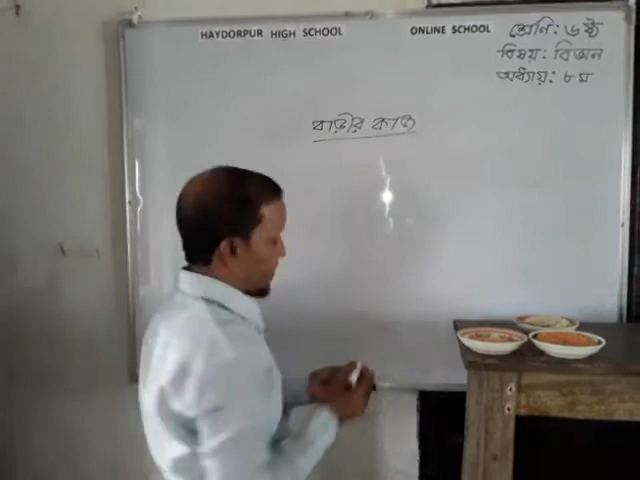 HAYDORPUR HIGH SCHOOL
ONLINE SCHOOL
শ্রেণি: ৬ষ্ঠ
বিষয়: বিজ্ঞান
অধ্যায়: ৮ম
বাড়ীর কাজ